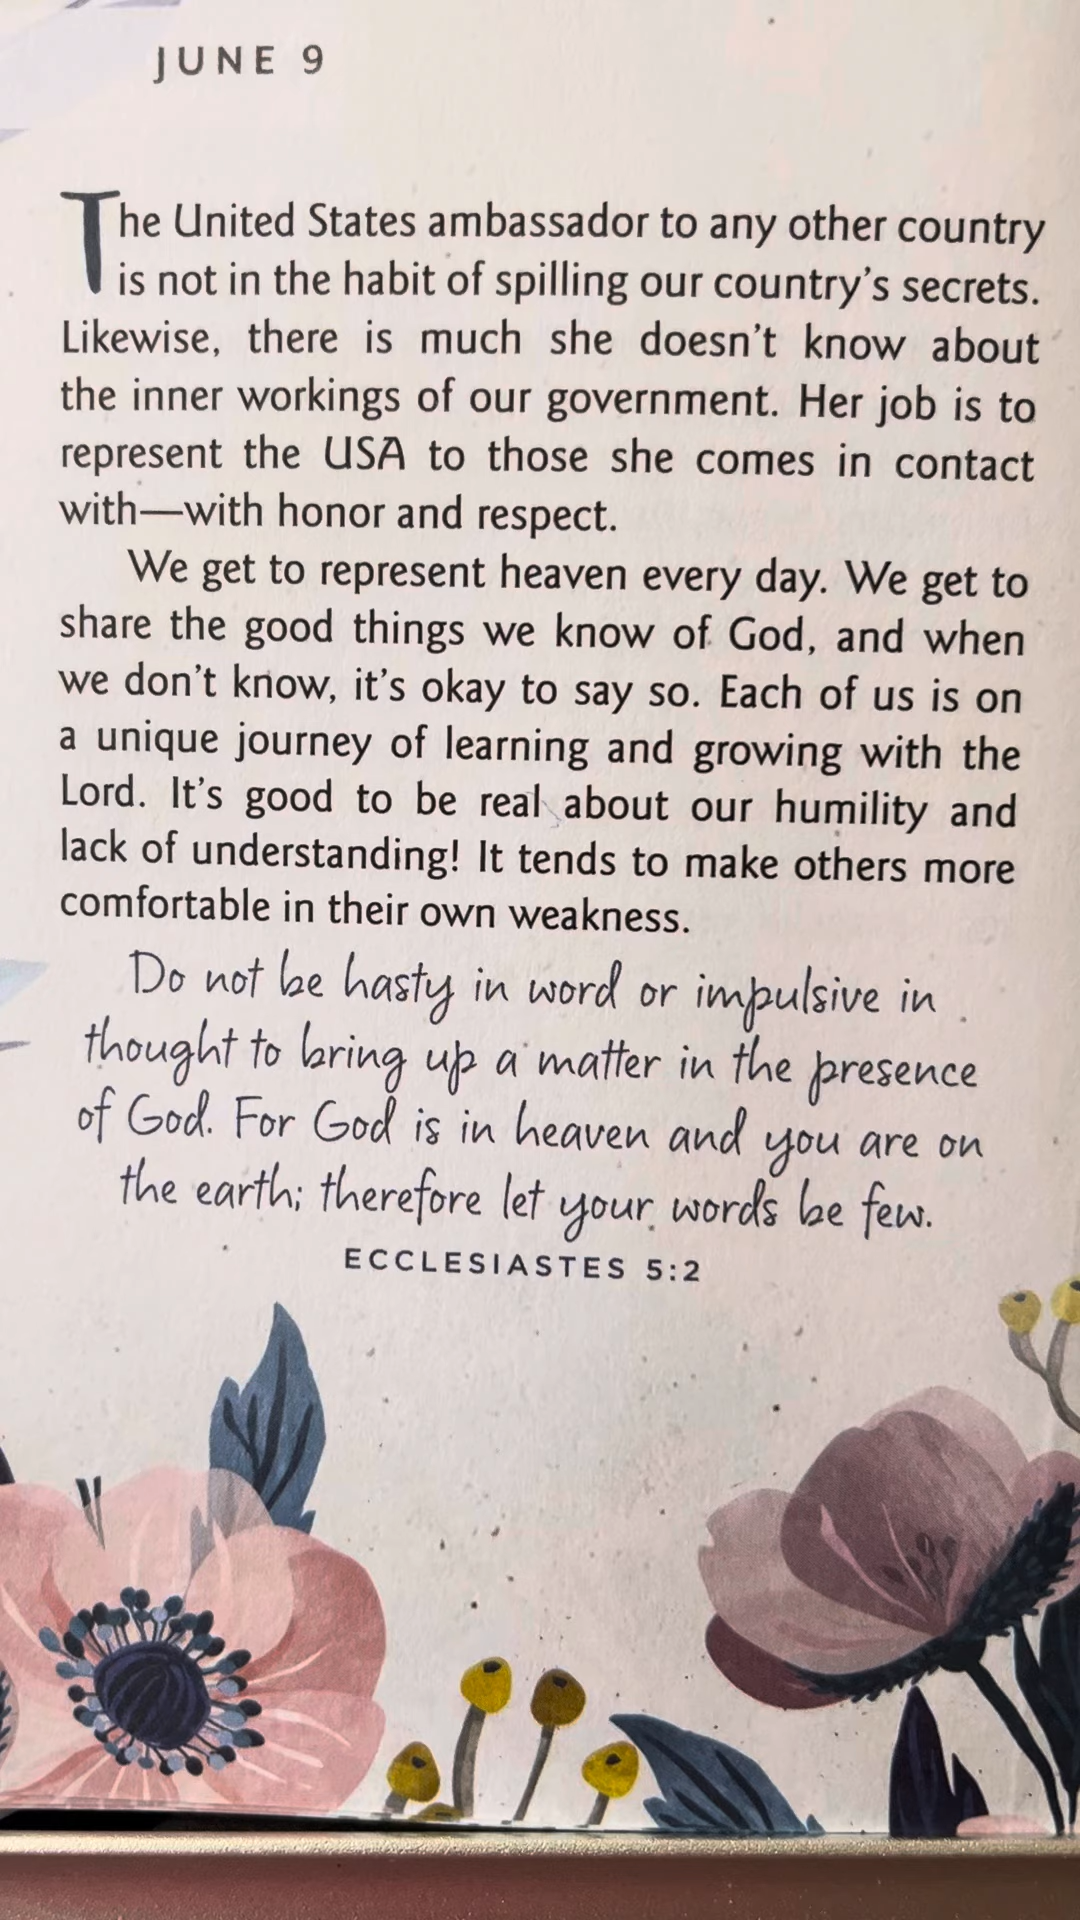 JUNE 9
The United States ambassador to any other country
is not in the habit of spilling our country's secrets.
Likewise, there is much she doesn't know about
the inner workings of our government. Her job is to
represent the USA to those she comes in contact
with—with honor and respect.
We get to represent heaven every day. We get to
share the good things we know of God, and when
we don't know, it's okay to say so. Each of us is on
a unique journey of learning and growing with the
Lord. It's good to be real about our humility and
lack of understanding! It tends to make others more
comfortable in their own weakness.
Do not be hasty in word or impulsive in
thought to bring up a matter in the presence
of God. For God is in heaven and you are on
the earth; therefore let your words be few.
ECCLESIASTES 5:2